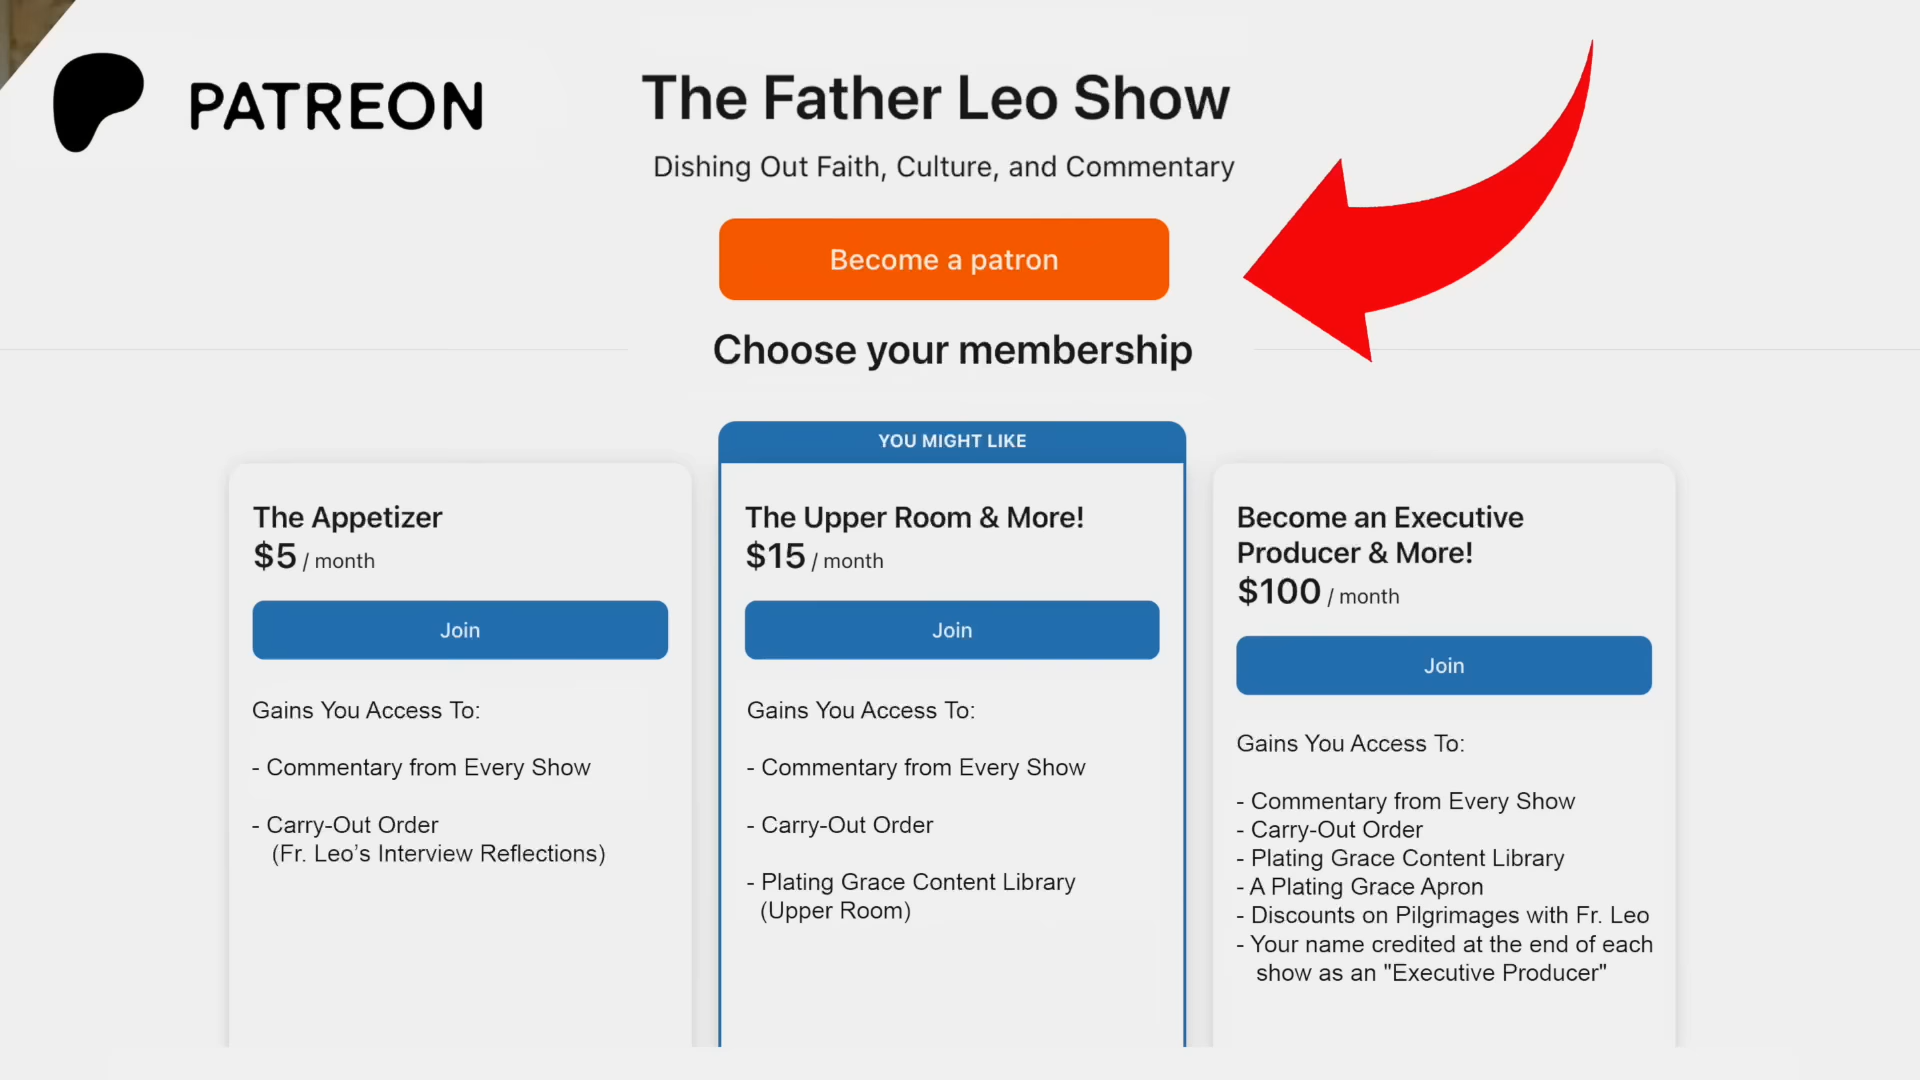 PATREON
The Father Leo Show
Dishing Out Faith, Culture, and Commentary
Become a patron
Choose your membership
The Appetizer
$5 / month
Join
Gains You Access To:
- Commentary from Every Show
- Carry-Out Order
(Fr. Leo’s Interview Reflections)
YOU MIGHT LIKE
The Upper Room & More!
$15 / month
Join
Gains You Access To:
- Commentary from Every Show
- Carry-Out Order
- Plating Grace Content Library
(Upper Room)
Become an Executive
Producer & More!
$100 / month
Join
Gains You Access To:
- Commentary from Every Show
- Carry-Out Order
- Plating Grace Content Library
- A Plating Grace Apron
- Discounts on Pilgrimages with Fr. Leo
- Your name credited at the end of each
show as an "Executive Producer"